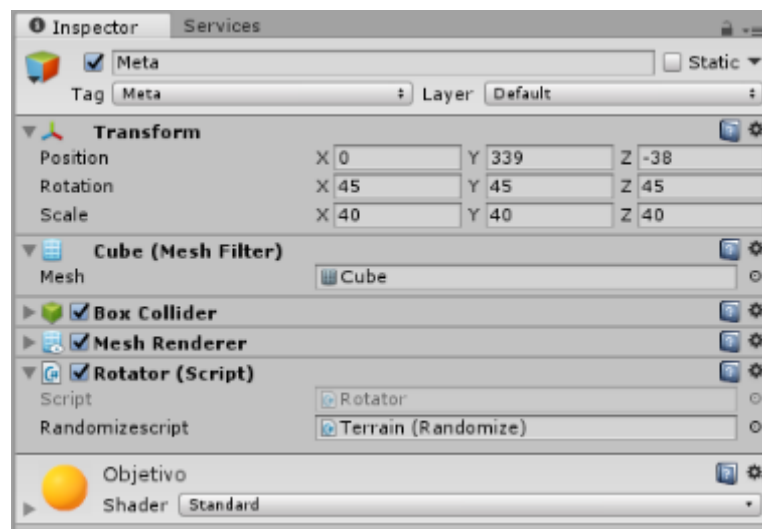 Inspector Services
Meta Static
Tag Meta Layer Default
Transform
Position X 0 Y 339 Z -38
Rotation X 45 Y 45 Z 45
Scale X 40 Y 40 Z 40
Cube (Mesh Filter)
Mesh Cube
Box Collider
Mesh Renderer
Rotator (Script)
Script Rotator
Randomizescript Terrain (Randomize)
Objetivo
Shader Standard